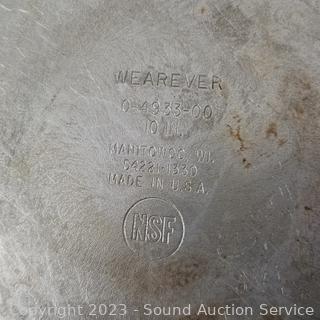 WEAREVER
0-4933-00
10 IN.
MANITOWOC WI.
54221-1330
MADE IN U.S.A.
NSF
Copyright 2023 - Sound Auction Service